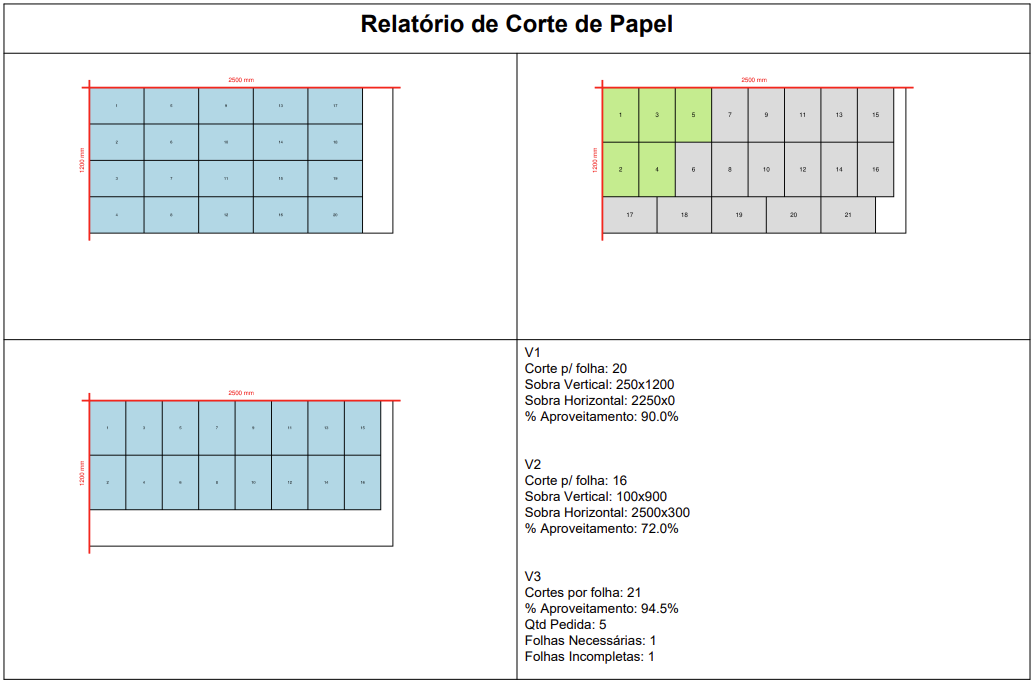 Relatório de Corte de Papel
2500 mm
1200 mm
1 5 9 13 17
2 6 10 14 18
3 7 11 15 19
4 8 12 16 20
2500 mm
1200 mm
1 3 5 7 9 11 13 15
2 4 6 8 10 12 14 16
17 18 19 20 21
2500 mm
1200 mm
1 3 5 7 9 11 13 15
2 4 6 8 10 12 14 16
V1
Corte p/ folha: 20
Sobra Vertical: 250x1200
Sobra Horizontal: 2250x0
% Aproveitamento: 90.0%
V2
Corte p/ folha: 16
Sobra Vertical: 100x900
Sobra Horizontal: 2500x300
% Aproveitamento: 72.0%
V3
Cortes por folha: 21
% Aproveitamento: 94.5%
Qtd Pedida: 5
Folhas Necessárias: 1
Folhas Incompletas: 1